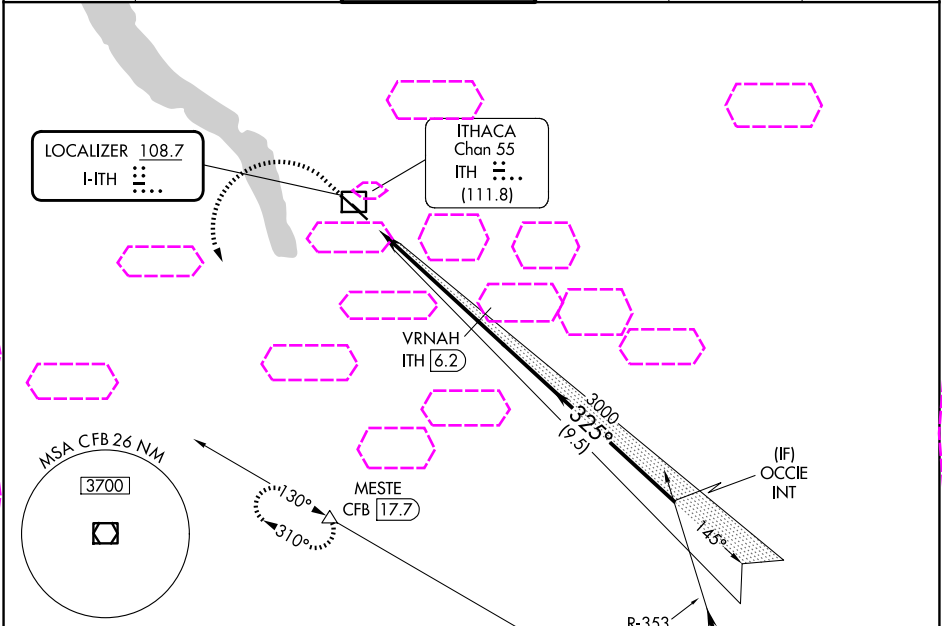 LOCALIZER 108.7
I-ITH
ITHACA
Chan 55
ITH
(111.8)
VRNAH
ITH 6.2
3000
325°
(9.5)
(IF)
OCCIE
INT
145°
MSA CFB 26 NM
3700
MESTE
CFB 17.7
130°
310°
R-353